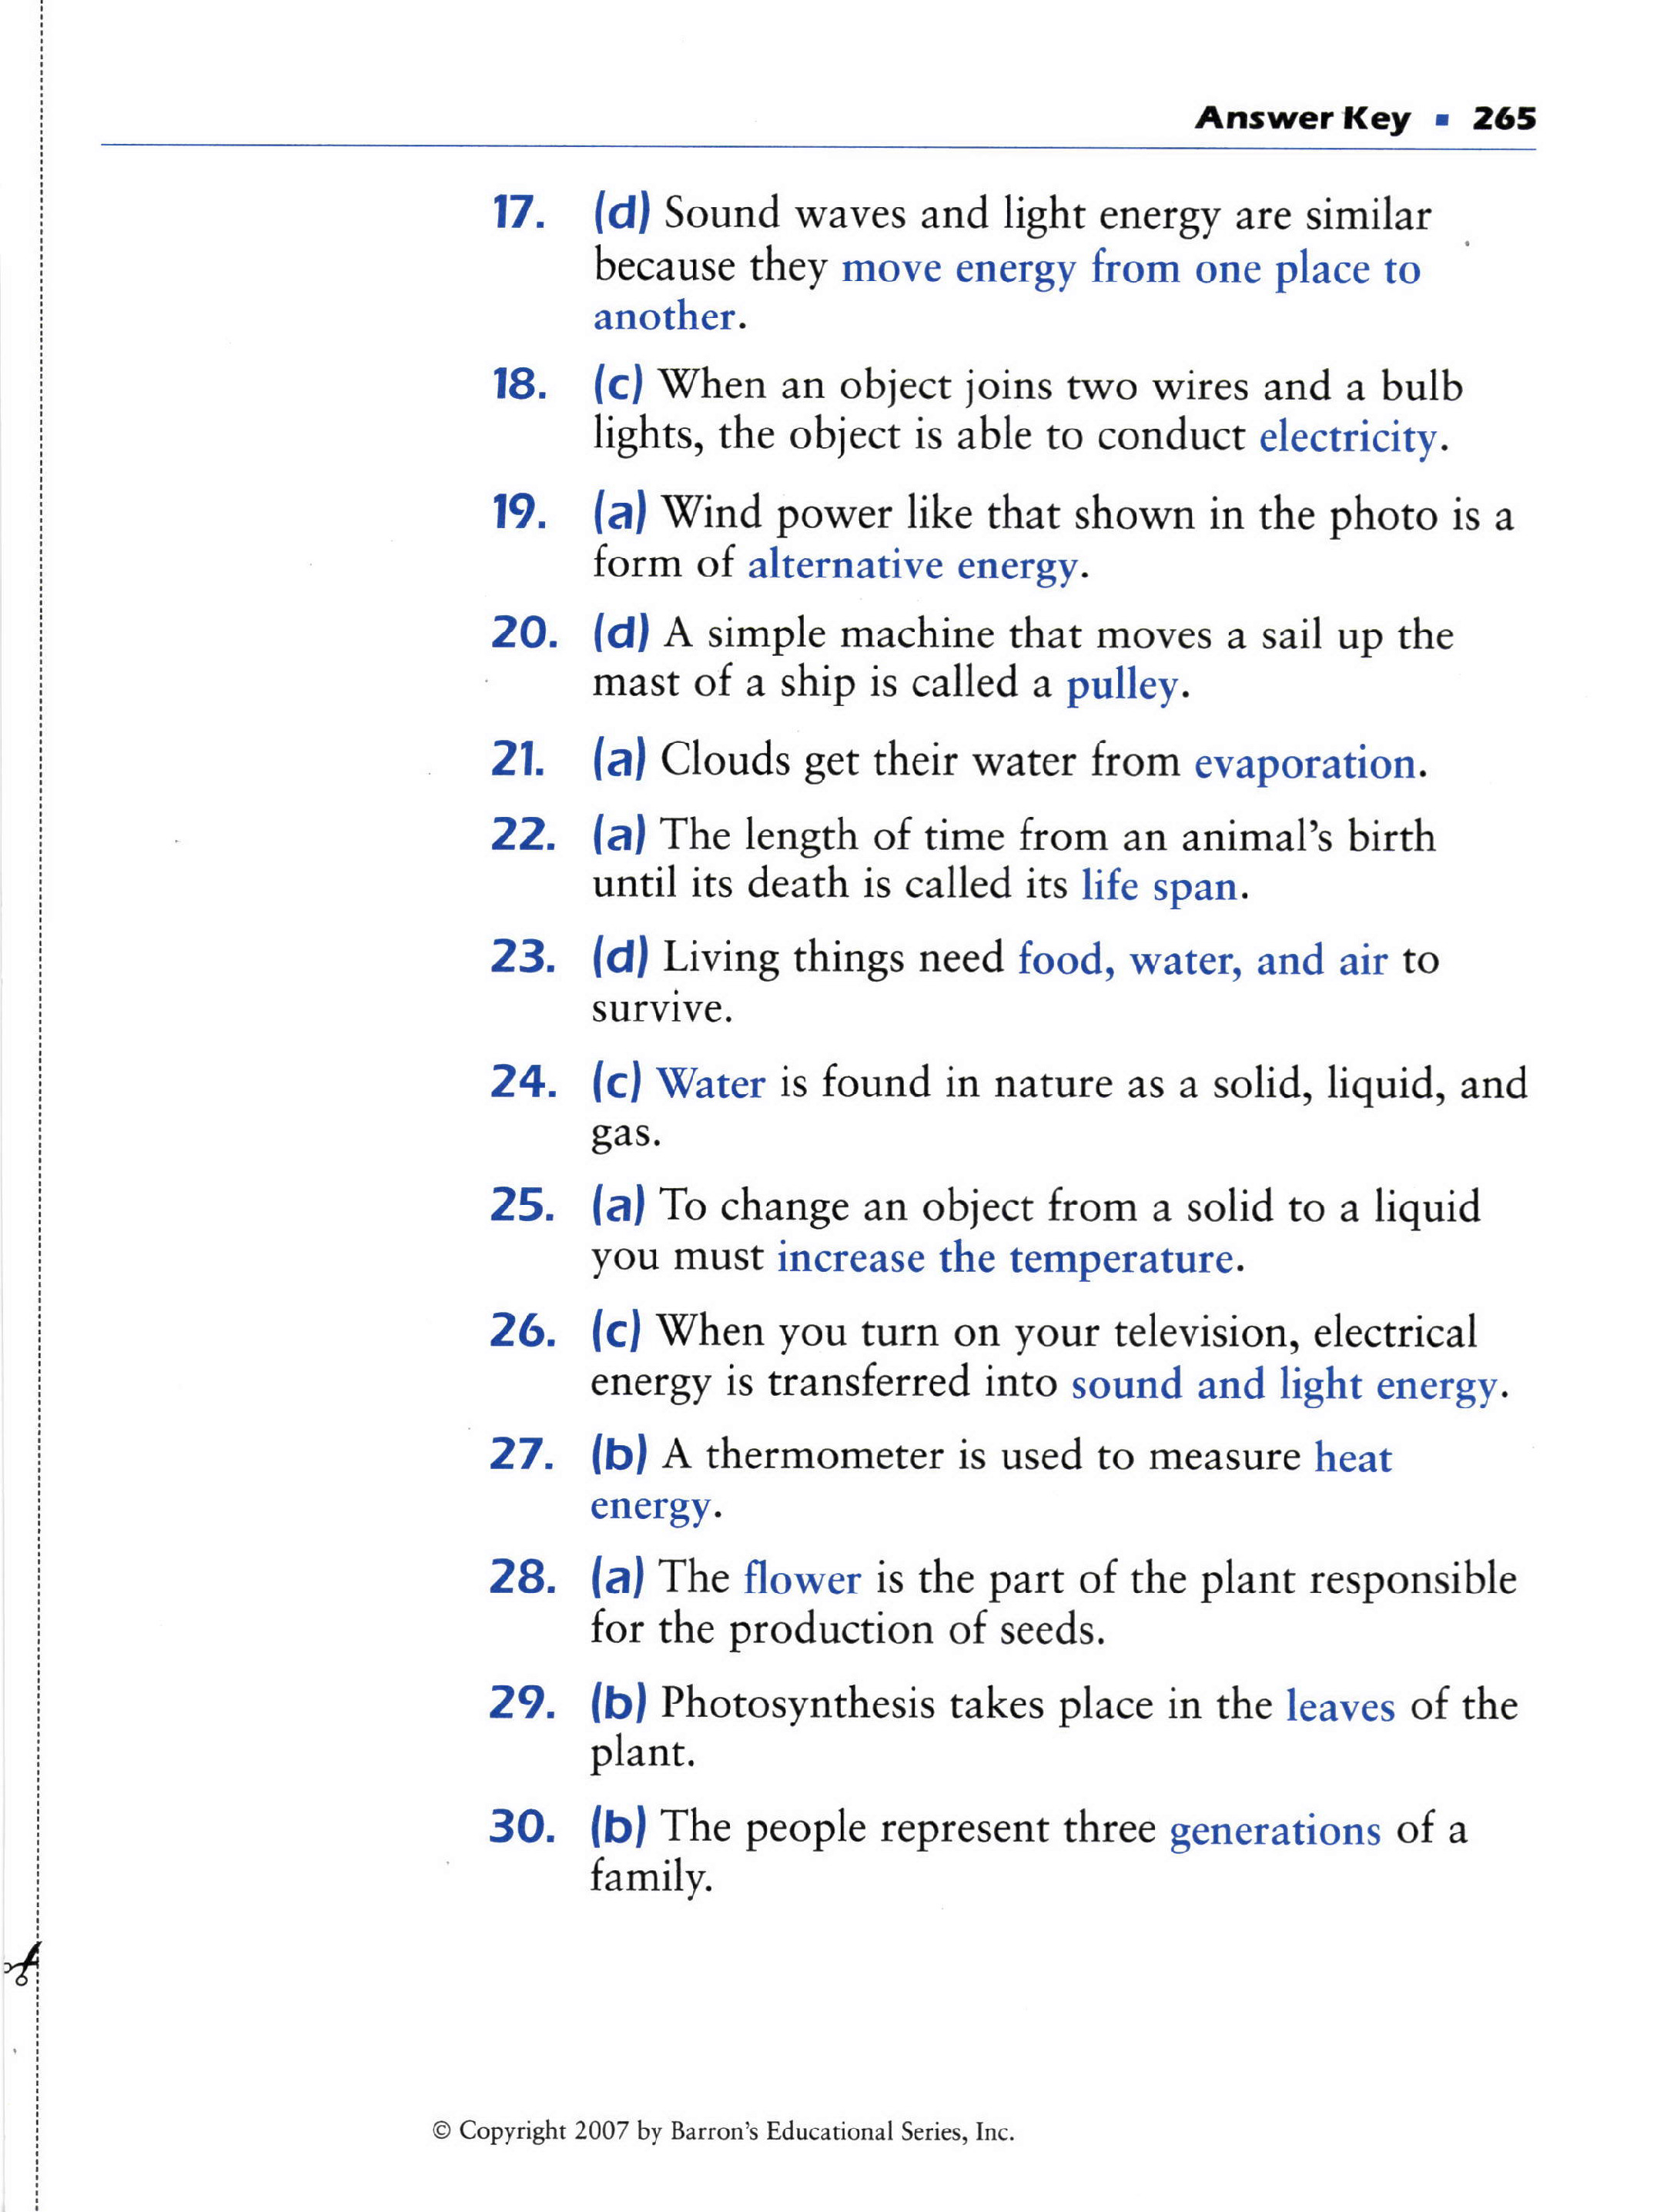 Answer Key ▪ 265
17. (d) Sound waves and light energy are similar
because they move energy from one place to
another.
18. (c) When an object joins two wires and a bulb
lights, the object is able to conduct electricity.
19. (a) Wind power like that shown in the photo is a
form of alternative energy.
20. (d) A simple machine that moves a sail up the
mast of a ship is called a pulley.
21. (a) Clouds get their water from evaporation.
22. (a) The length of time from an animal's birth
until its death is called its life span.
23. (d) Living things need food, water, and air to
survive.
24. (c) Water is found in nature as a solid, liquid, and
gas.
25. (a) To change an object from a solid to a liquid
you must increase the temperature.
26. (c) When you turn on your television, electrical
energy is transferred into sound and light energy.
27. (b) A thermometer is used to measure heat
energy.
28. (a) The flower is the part of the plant responsible
for the production of seeds.
29. (b) Photosynthesis takes place in the leaves of the
plant.
30. (b) The people represent three generations of a
family.
© Copyright 2007 by Barron's Educational Series, Inc.